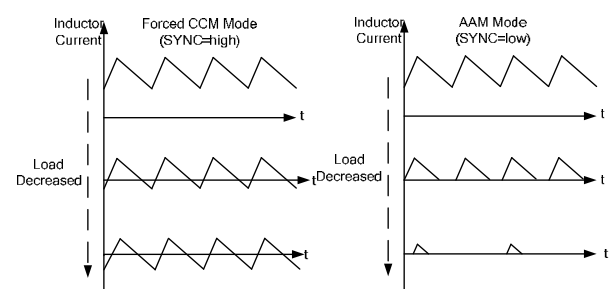 Inductor
Current
Forced CCM Mode
(SYNC=high)
t
Load
Decreased
t
t
Inductor
Current
AAM Mode
(SYNC=low)
t
Load
Decreased
t
t